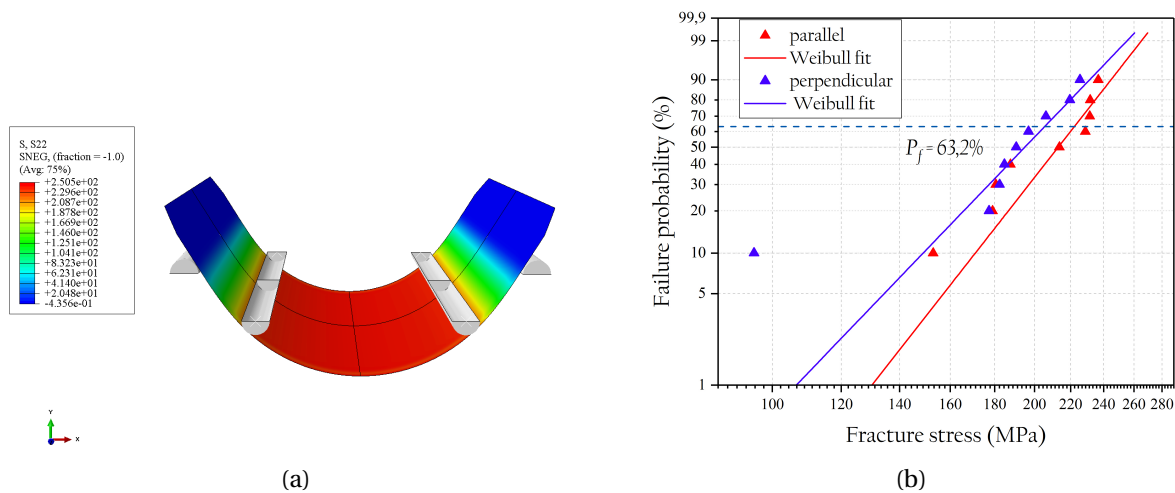 S, S22
SNEG, (fraction = -1.0)
(Avg: 75%)
+2.505e+02
+2.296e+02
+2.087e+02
+1.878e+02
+1.669e+02
+1.460e+02
+1.251e+02
+1.041e+02
+8.323e+01
+6.231e+01
+4.140e+01
+2.048e+01
-4.356e-01
Y
X
(a)
99,9
99
90
80
70
60
50
40
30
20
10
5
1
Failure probability (%)
parallel
Weibull fit
perpendicular
Weibull fit
P_f = 63,2%
100
120
140
160
180
200
220
240
260
280
Fracture stress (MPa)
(b)